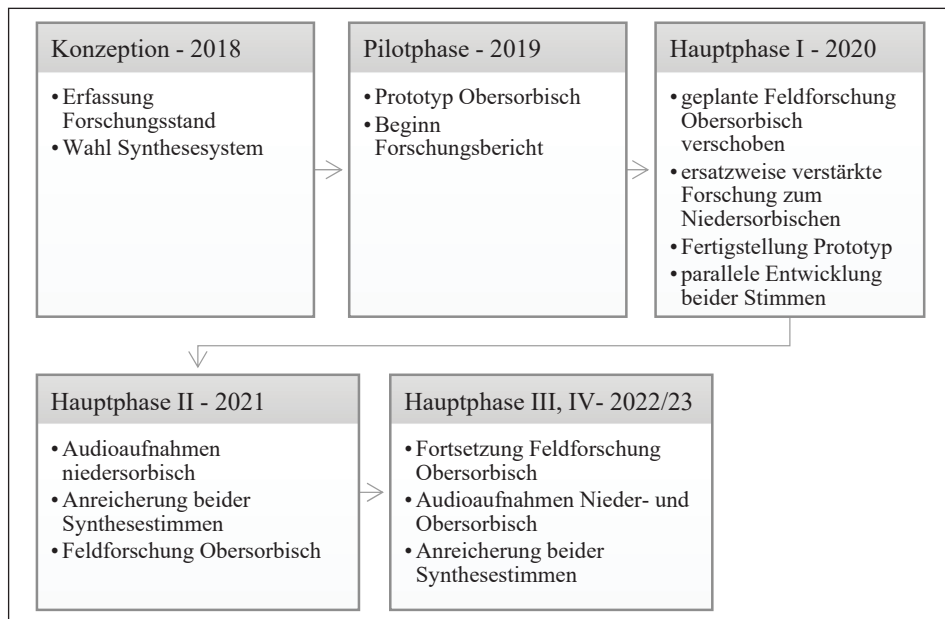 Konzeption - 2018
• Erfassung
Forschungsstand
• Wahl Synthesesystem
Pilotphase - 2019
• Prototyp Obersorbisch
• Beginn
Forschungsbericht
Hauptphase I - 2020
• geplante Feldforschung
Obersorbisch
verschoben
• ersatzweise verstärkte
Forschung zum
Niedersorbischen
• Fertigstellung Prototyp
• parallele Entwicklung
beider Stimmen
Hauptphase II - 2021
• Audioaufnahmen
niedersorbisch
• Anreicherung beider
Synthesestimmen
• Feldforschung Obersorbisch
Hauptphase III, IV- 2022/23
• Fortsetzung Feldforschung
Obersorbisch
• Audioaufnahmen Nieder- und
Obersorbisch
• Anreicherung beider
Synthesestimmen